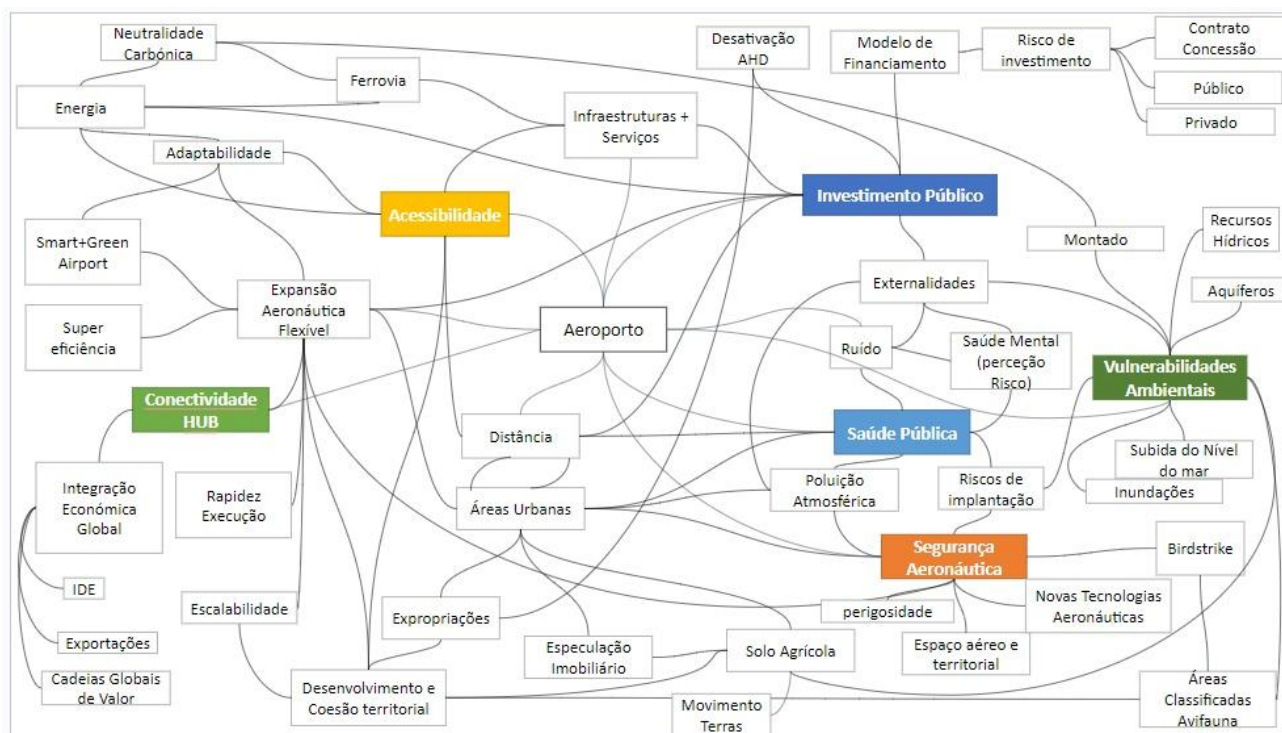 Neutralidade
Carbónica
Desativação
AHD
Modelo de
Financiamento
Risco de
investimento
Contrato
Concessão
Ferrovia
Público
Energia
Infraestruturas +
Serviços
Privado
Adaptabilidade
Acessibilidade
Investimento Público
Smart+Green
Airport
Montado
Recursos
Hídricos
Expansão
Aeronáutica
Flexível
Externalidades
Aquíferos
Super
eficiência
Aeroporto
Ruído
Saúde Mental
(perceção
Risco)
Vulnerabilidades
Ambientais
Conectividade
HUB
Distância
Saúde Pública
Subida do Nível
do mar
Integração
Económica
Global
Rapidez
Execução
Áreas Urbanas
Poluição
Atmosférica
Riscos de
implantação
Inundações
Segurança
Aeronáutica
Birdstrike
IDE
Escalabilidade
Expropriações
perigosidade
Novas Tecnologias
Aeronáuticas
Exportações
Especulação
Imobiliário
Solo Agrícola
Espaço aéreo e
territorial
Cadeias Globais
de Valor
Desenvolvimento e
Coesão territorial
Movimento
Terras
Áreas
Classificadas
Avifauna